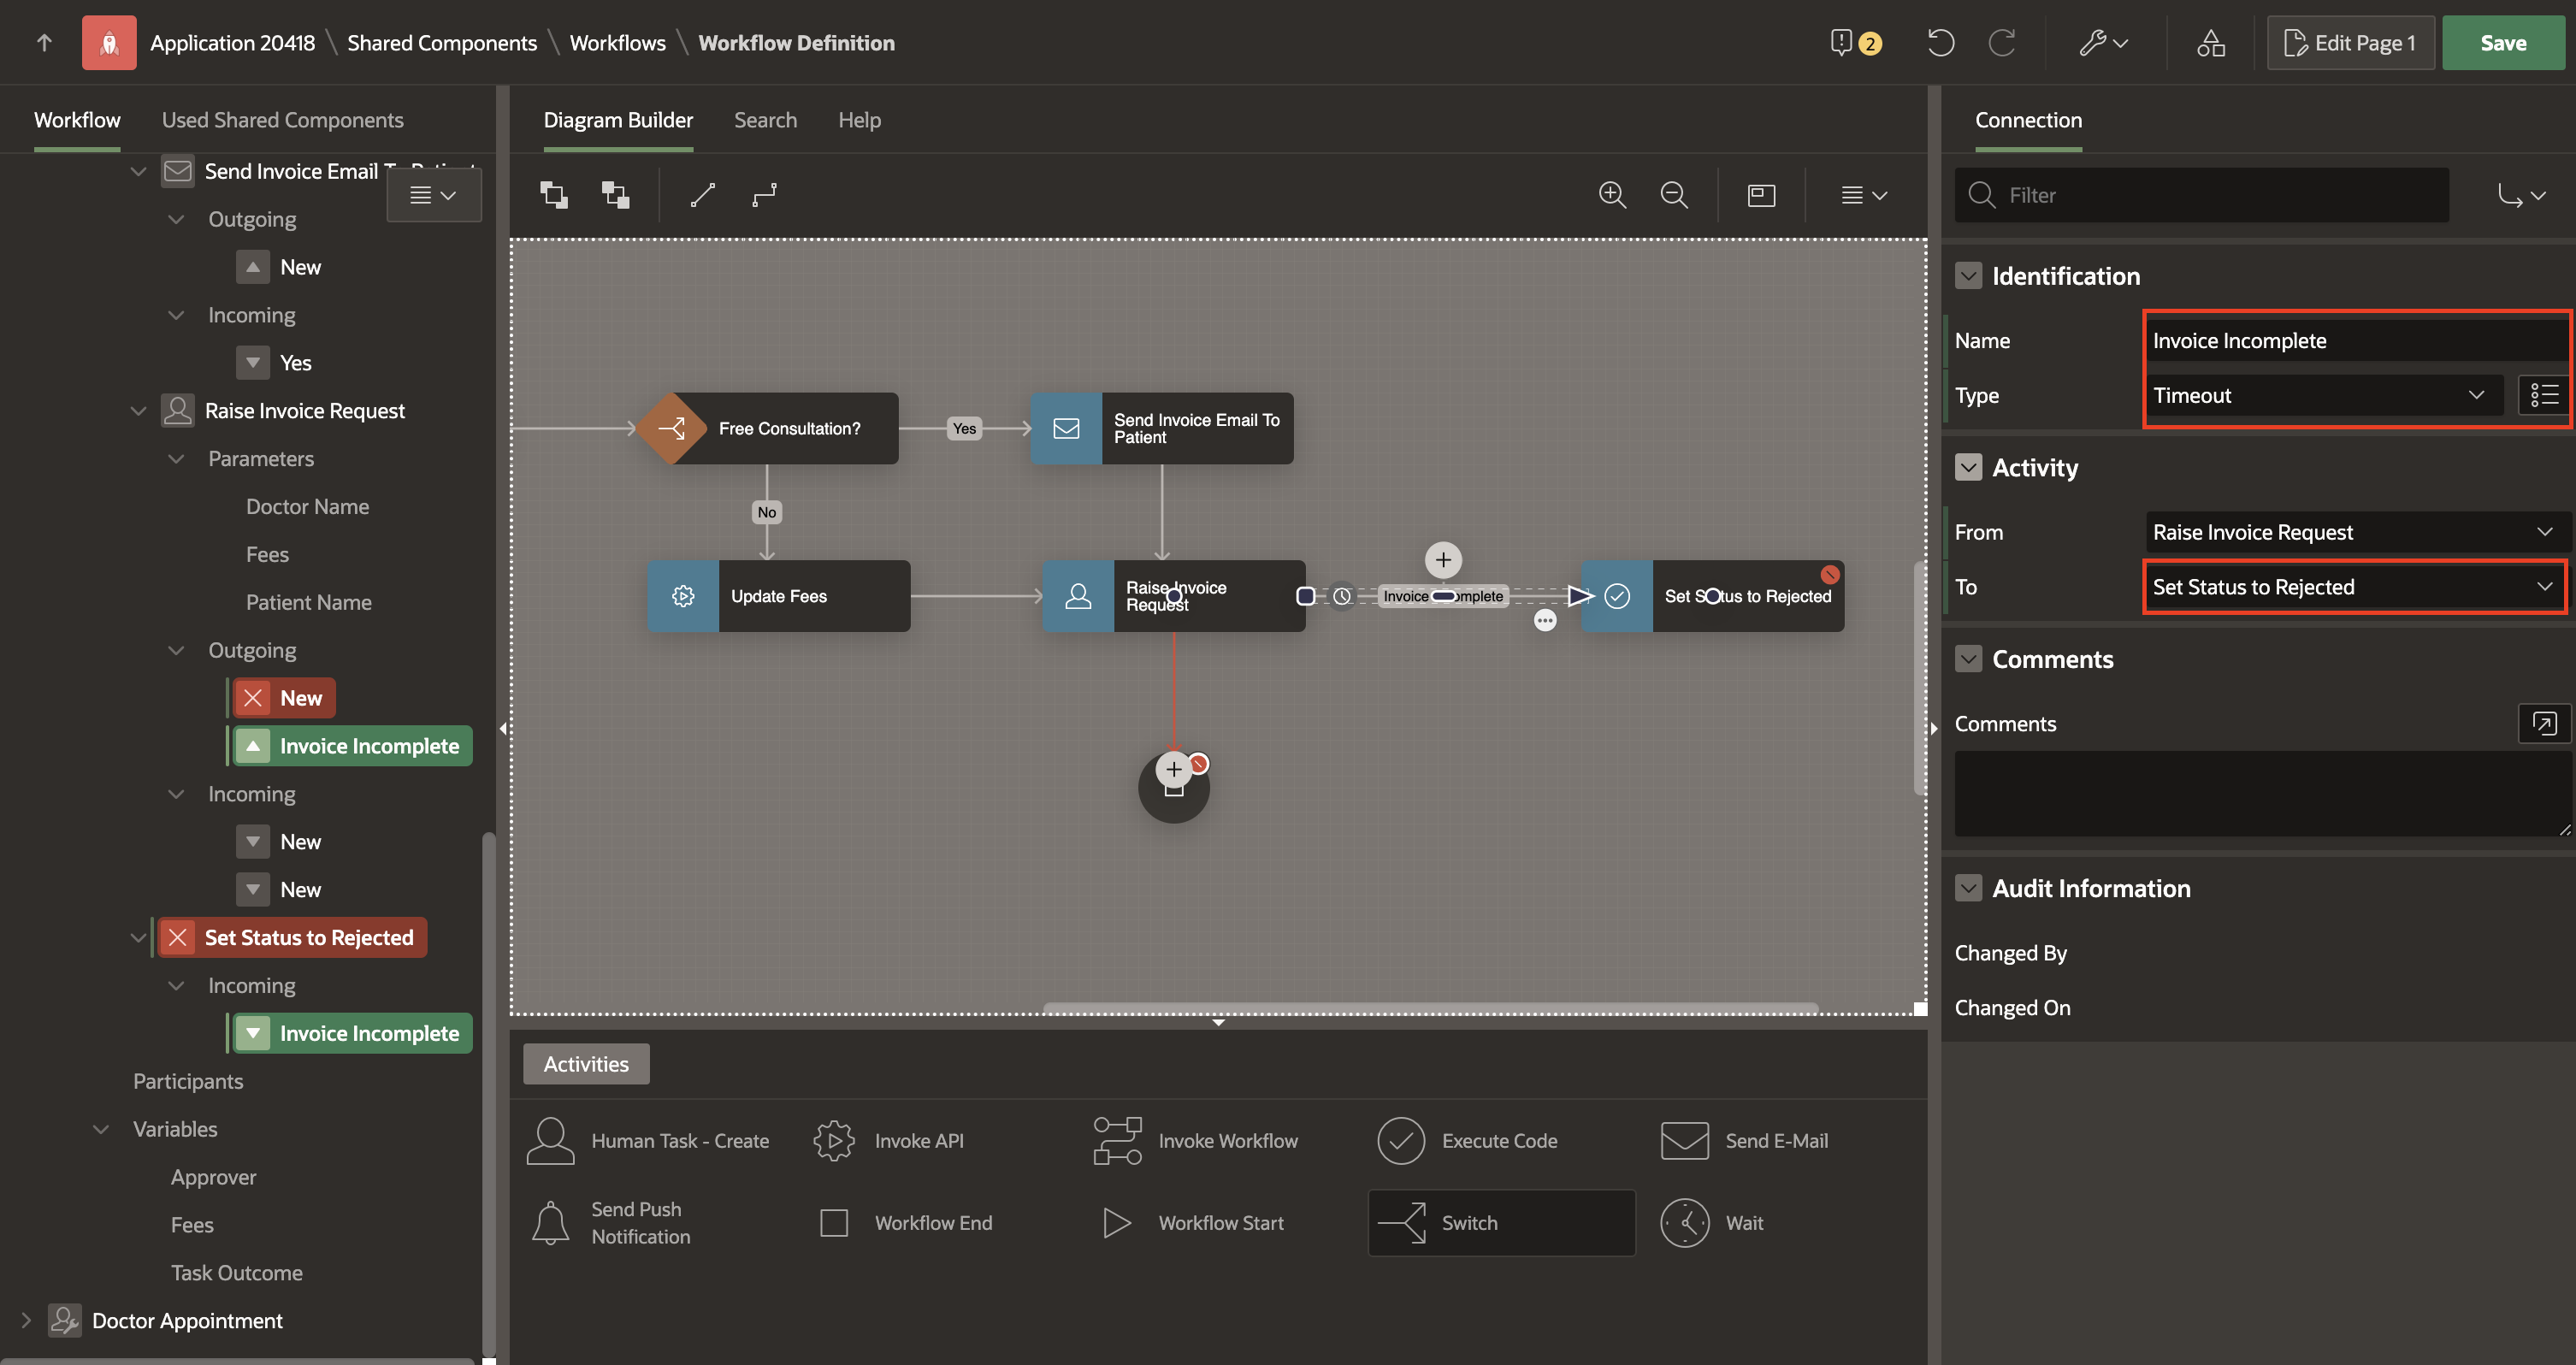 Application 20418 \ Shared Components \ Workflows \ Workflow Definition
2
Edit Page 1
Save
Workflow
Used Shared Components
Send Invoice Email
Outgoing
New
Incoming
Yes
Raise Invoice Request
Parameters
Doctor Name
Fees
Patient Name
Outgoing
New
Invoice Incomplete
Incoming
New
New
Set Status to Rejected
Incoming
Invoice Incomplete
Participants
Variables
Approver
Fees
Task Outcome
Doctor Appointment
Diagram Builder
Search
Help
Free Consultation?
Yes
Send Invoice Email To
Patient
No
Update Fees
Raise Invoice
Request
Invoice Incomplete
Set Status to Rejected
Activities
Human Task - Create
Invoke API
Invoke Workflow
Execute Code
Send E-Mail
Send Push
Notification
Workflow End
Workflow Start
Switch
Wait
Connection
Filter
Identification
Name
Invoice Incomplete
Type
Timeout
Activity
From
Raise Invoice Request
To
Set Status to Rejected
Comments
Comments
Audit Information
Changed By
Changed On